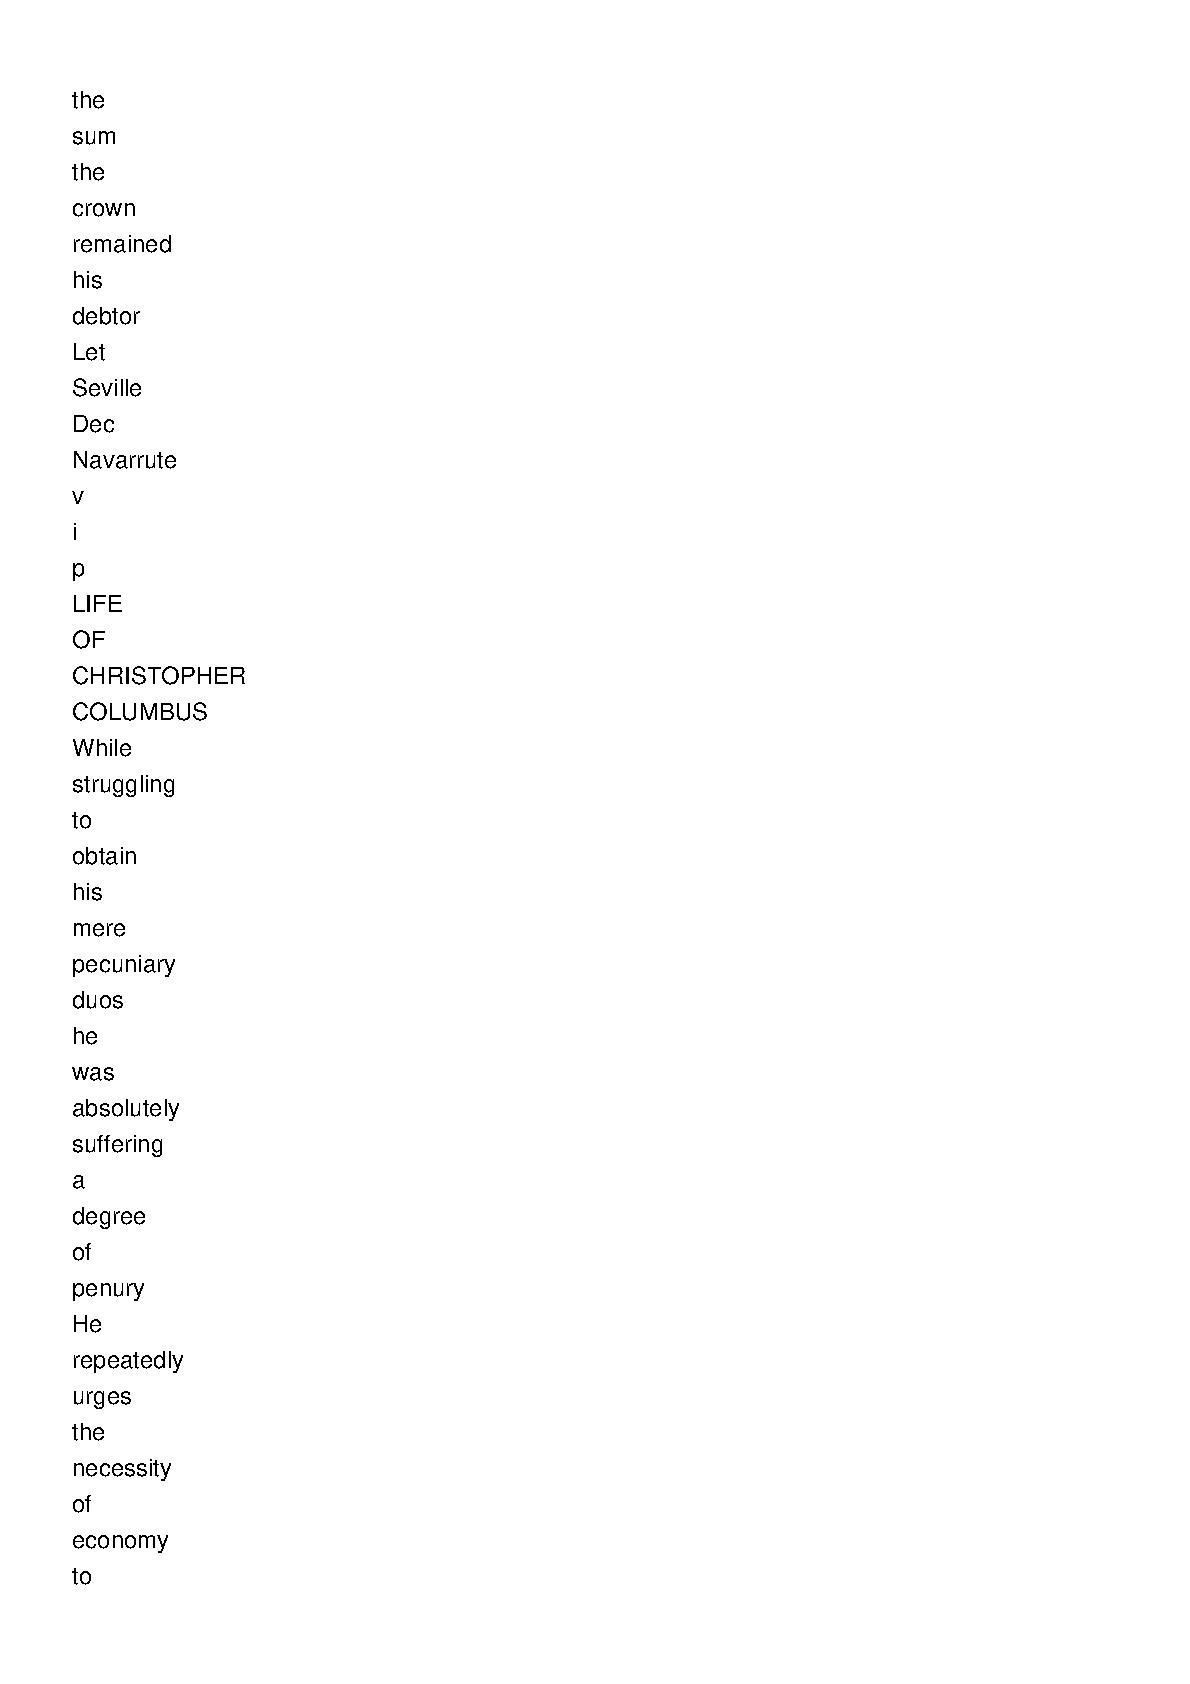 the
sum
the
crown
remained
his
debtor
Let
Seville
Dec
Navarrute
v
i
p
LIFE
OF
CHRISTOPHER
COLUMBUS
While
struggling
to
obtain
his
mere
pecuniary
duos
he
was
absolutely
suffering
a
degree
of
penury
He
repeatedly
urges
the
necessity
of
economy
to